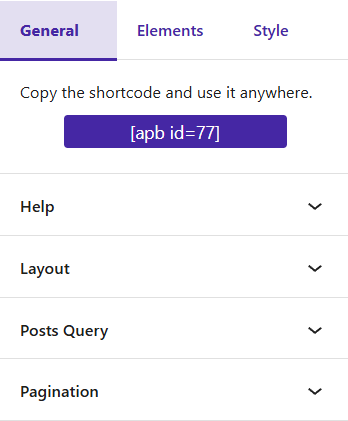 General Elements Style
Copy the shortcode and use it anywhere.
[apb id=77]
Help
Layout
Posts Query
Pagination